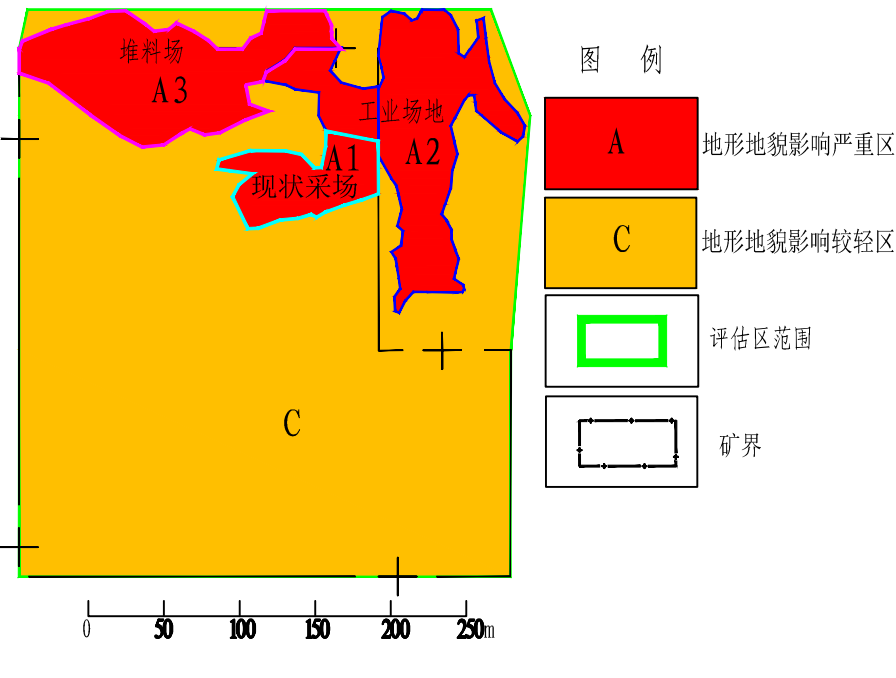 堆料场
A3
工业场地
A2
A1
现状采场
C
0 50 100 150 200 250m
图 例
A 地形地貌影响严重区
C 地形地貌影响较轻区
评估区范围
矿界